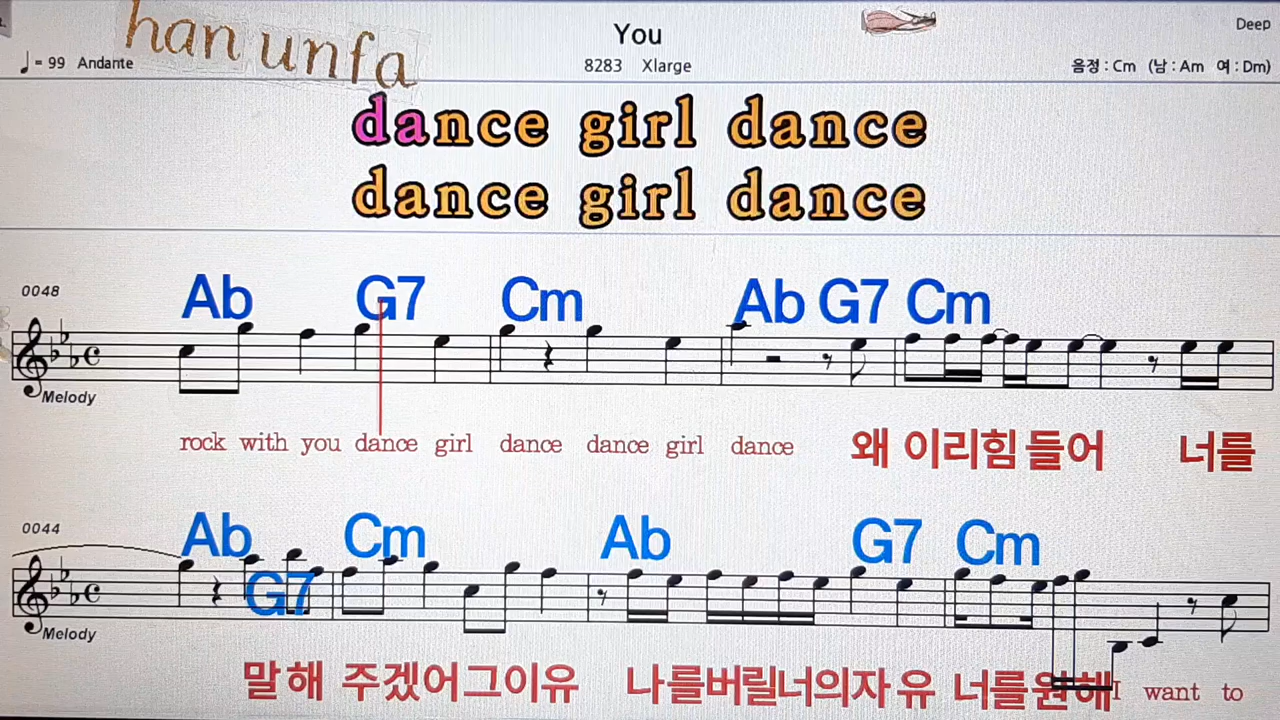 han unfa
You
Deep
♩= 99 Andante
8283 Xlarge
음정 : Cm (남 : Am 여 : Dm)
dance girl dance
dance girl dance
0048
Ab G7 Cm Ab G7 Cm
Melody
rock with you dance girl dance dance girl dance 왜 이리힘 들어 너를
0044
Ab G7 Cm Ab G7 Cm
Melody
말해 주겠어그이유 나를버릴너의자유 너를원해 I want to